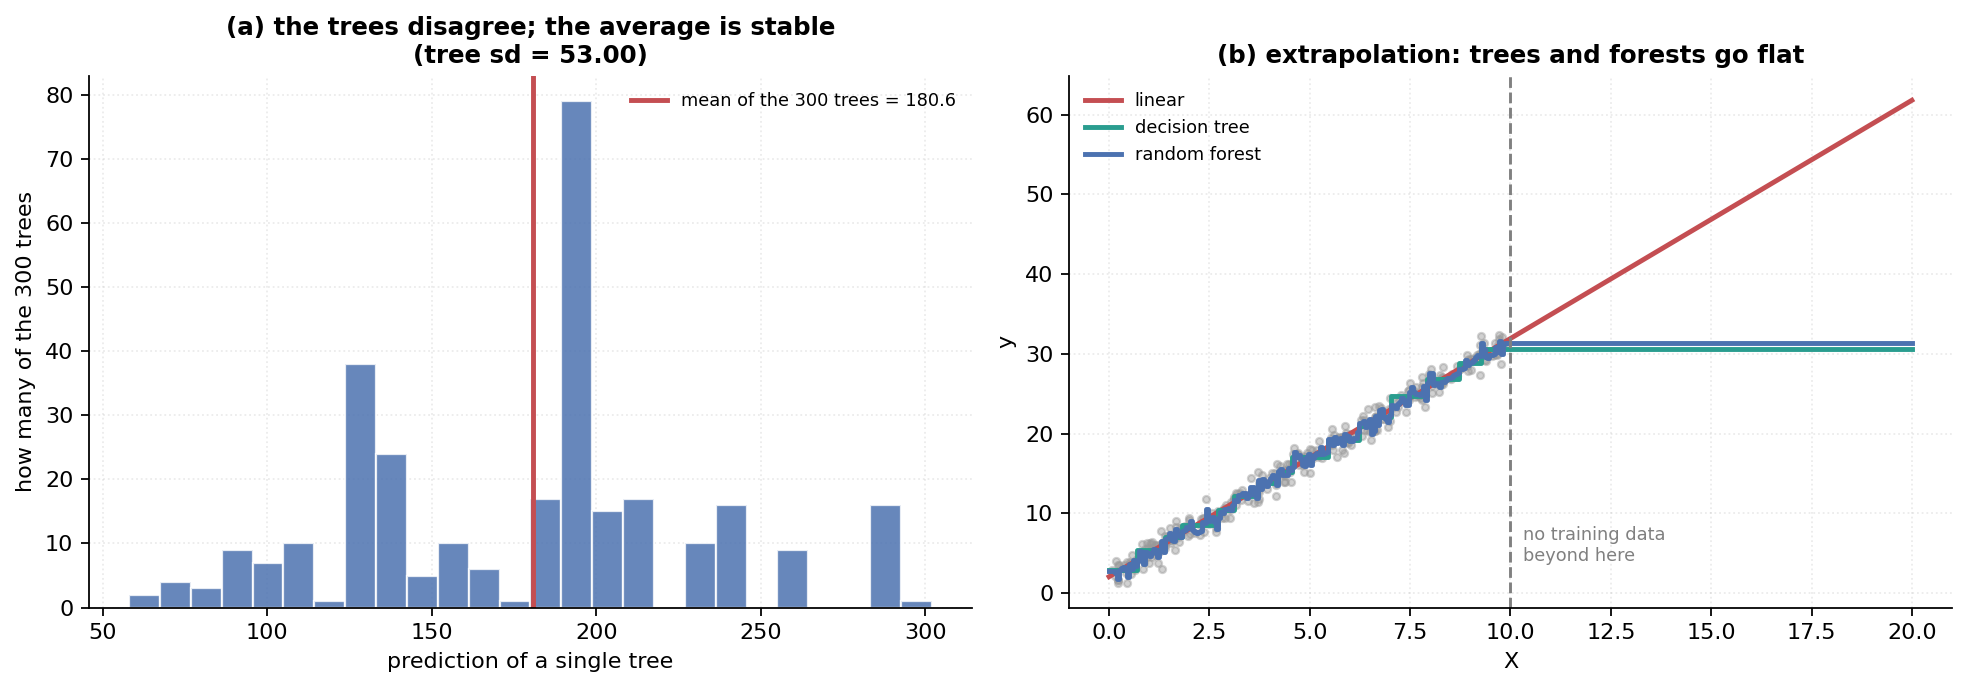 (a) the trees disagree; the average is stable
(tree sd = 53.00)
how many of the 300 trees
80
70
60
50
40
30
20
10
0
mean of the 300 trees = 180.6
50
100
150
200
250
300
prediction of a single tree
(b) extrapolation: trees and forests go flat
y
60
50
40
30
20
10
0
linear
decision tree
random forest
no training data
beyond here
0.0
2.5
5.0
7.5
10.0
12.5
15.0
17.5
20.0
X